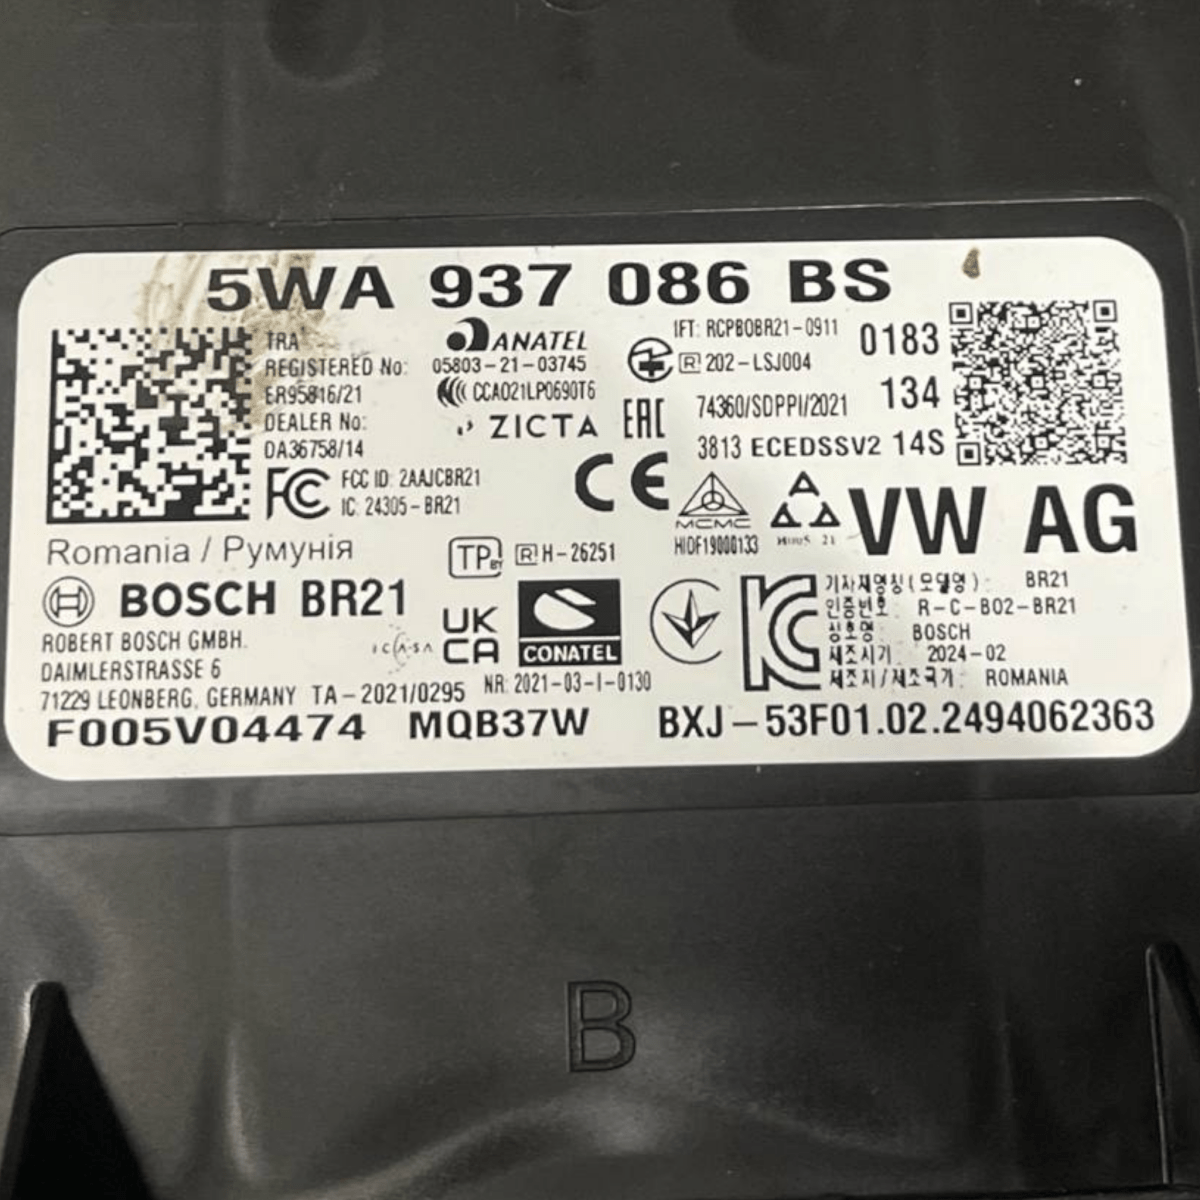 5WA 937 086 BS
TRA
REGISTERED No:
ER95816/21
DEALER No:
DA36758/14
FCC ID: 2AAJCBR21
IC: 24305-BR21
ANATEL
05803-21-03745
CCAO21LP0690T6
ZICTA
EAC
IFT: RCPBOBR21-0911
R 202-LSJ004
74360/SDPPI/2021
3813 ECEDSSV2 14S
0183
134
CE
MCMC
HIDF19000133
VW AG
Romania / Румунія
TP BY
R H-26251
BOSCH BR21
ROBERT BOSCH GMBH.
DAIMLERSTRASSE 6
71229 LEONBERG, GERMANY TA-2021/0295
ICASA
UK
CA
CONATEL
NR: 2021-03-I-0130
기자재명칭(모델명): BR21
인증번호: R-C-B02-BR21
상호명: BOSCH
제조시기: 2024-02
제조지/제조국가: ROMANIA
F005V04474 MQB37W BXJ-53F01.02.2494062363
B